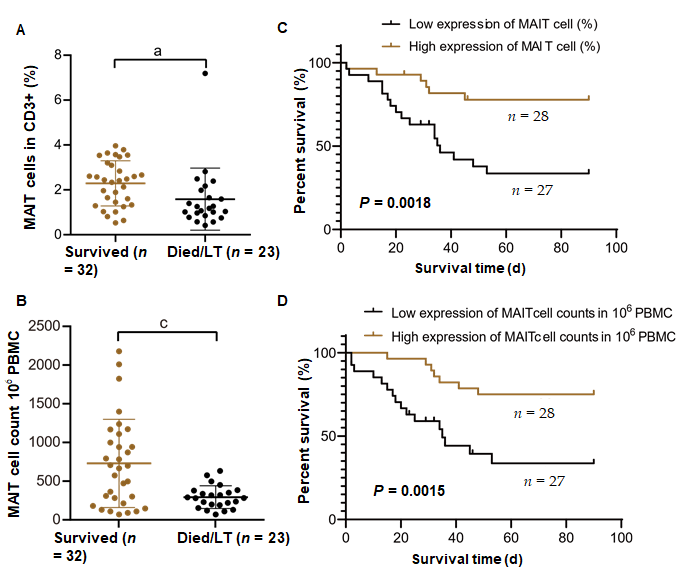 A
a
8
6
4
2
0
MAIT cells in CD3+ (%)
Survived (n
= 32)
Died/LT (n = 23)
C
Low expression of MAIT cell (%)
High expression of MAIT cell (%)
100
50
0
Percent survival (%)
n = 28
n = 27
P = 0.0018
0 20 40 60 80 100
Survival time (d)
B
c
2500
2000
1500
1000
500
0
MAIT cell count 10⁶ PBMC
Survived (n
= 32)
Died/LT (n = 23)
D
Low expression of MAITcell counts in 10⁶ PBMC
High expression of MAITcell counts in 10⁶ PBMC
100
50
0
Percent survival (%)
n = 28
n = 27
P = 0.0015
0 20 40 60 80 100
Survival time (d)